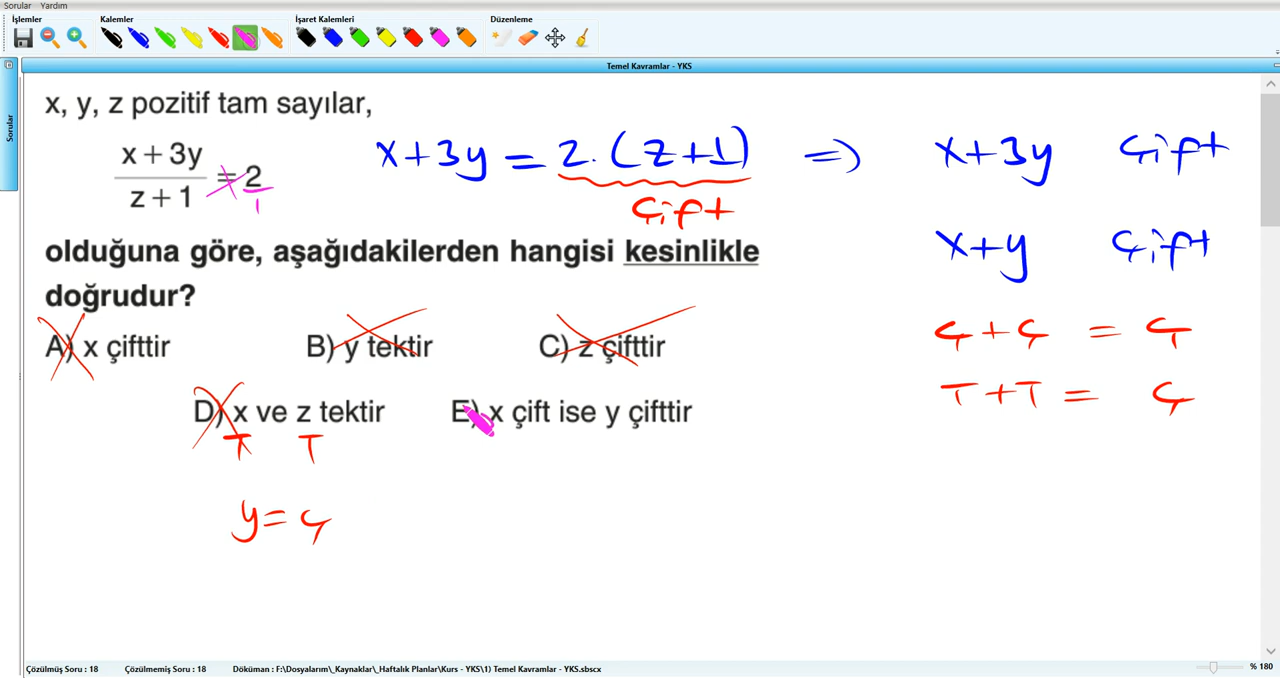 Sorular Yardım
İşlemler Kalemler İşaret Kalemleri Düzenleme
Temel Kavramlar - YKS
Sorular
x, y, z pozitif tam sayılar,
x + 3y / z + 1 = 2 / 1
x+3y = 2.(z+1) ⇒ x+3y çift
çift
x+y çift
olduğuna göre, aşağıdakilerden hangisi kesinlikle
doğrudur?
A) x çifttir B) y tektir C) z çifttir
Ç+Ç = Ç
D) x ve z tektir E) x çift ise y çifttir
T+T = Ç
T T
y=Ç
Çözülmüş Soru : 18 Çözülmemiş Soru : 18 Döküman : F:\Dosyalarım\_Kaynaklar\_Haftalık Planlar\Kurs - YKS\1) Temel Kavramlar - YKS.sbscx % 180